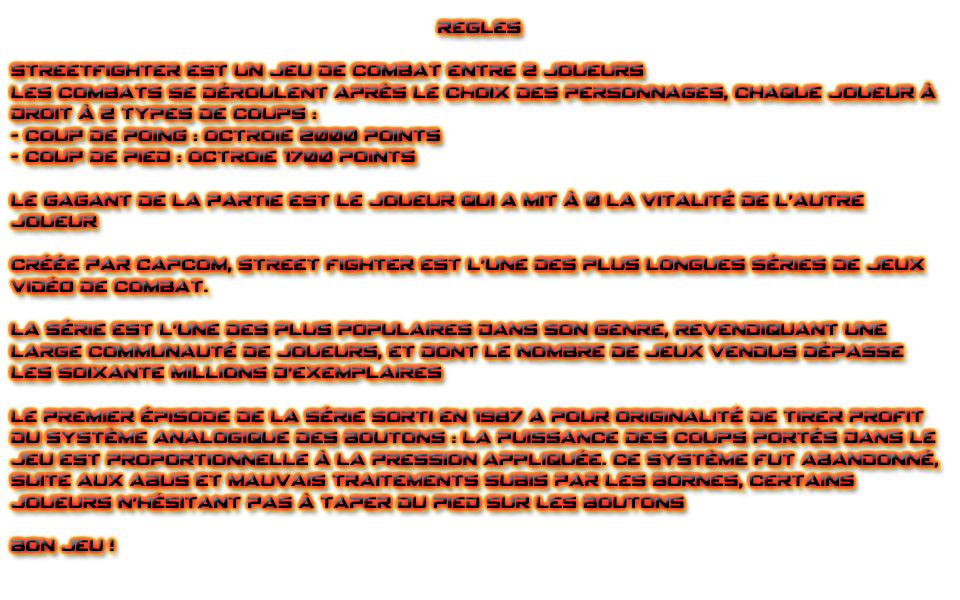 REGLES
STREETFIGHTER EST UN JEU DE COMBAT ENTRE 2 JOUEURS
LES COMBATS SE DÉROULENT APRÈS LE CHOIX DES PERSONNAGES, CHAQUE JOUEUR À
DROIT À 2 TYPES DE COUPS :
- COUP DE POING : OCTROIE 2000 POINTS
- COUP DE PIED : OCTROIE 1700 POINTS
LE GAGANT DE LA PARTIE EST LE JOUEUR QUI A MIT À 0 LA VITALITÉ DE L'AUTRE
JOUEUR
CRÉÉE PAR CAPCOM, STREET FIGHTER EST L'UNE DES PLUS LONGUES SÉRIES DE JEUX
VIDÉO DE COMBAT.
LA SÉRIE EST L'UNE DES PLUS POPULAIRES DANS SON GENRE, REVENDIQUANT UNE
LARGE COMMUNAUTÉ DE JOUEURS, ET DONT LE NOMBRE DE JEUX VENDUS DÉPASSE
LES SOIXANTE MILLIONS D'EXEMPLAIRES
LE PREMIER ÉPISODE DE LA SÉRIE SORTI EN 1987 A POUR ORIGINALITÉ DE TIRER PROFIT
DU SYSTÈME ANALOGIQUE DES BOUTONS : LA PUISSANCE DES COUPS PORTÉS DANS LE
JEU EST PROPORTIONNELLE À LA PRESSION APPLIQUÉE. CE SYSTÈME FUT ABANDONNÉ,
SUITE AUX ABUS ET MAUVAIS TRAITEMENTS SUBIS PAR LES BORNES, CERTAINS
JOUEURS N'HÉSITANT PAS À TAPER DU PIED SUR LES BOUTONS
BON JEU !